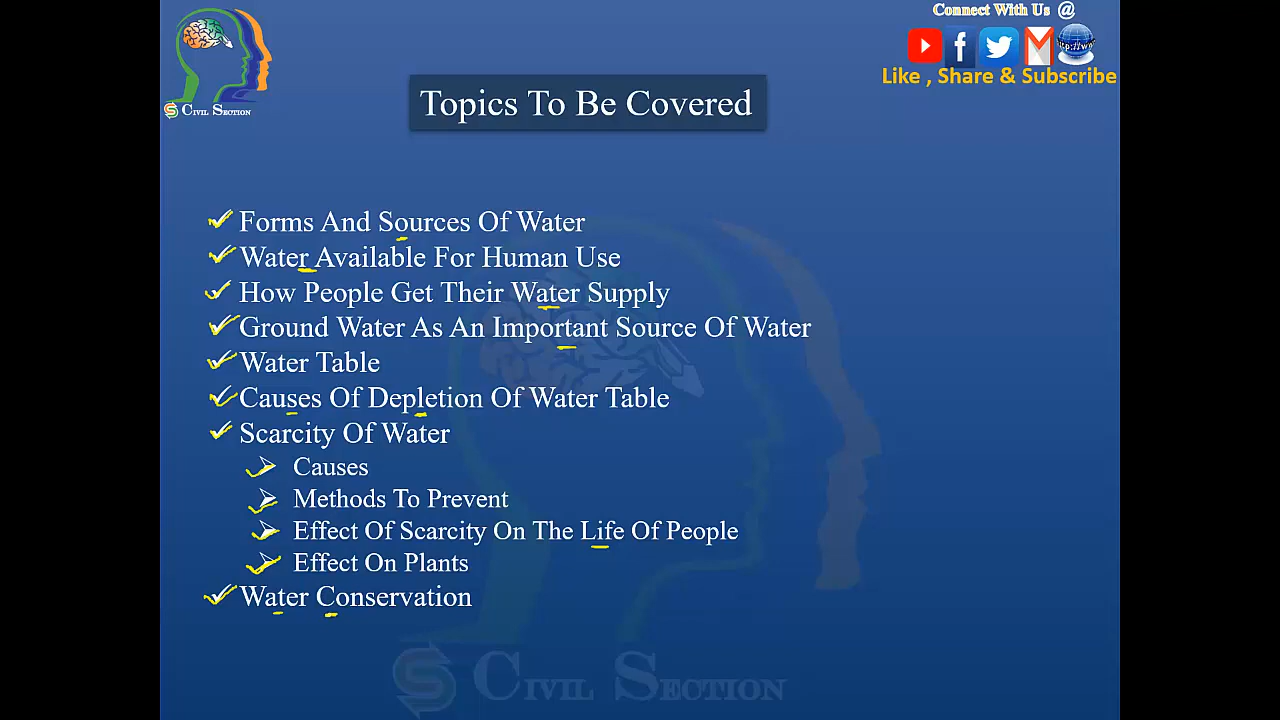 Connect With Us @
http://www
Like , Share & Subscribe
S CIVIL SECTION
Topics To Be Covered
Forms And Sources Of Water
Water Available For Human Use
How People Get Their Water Supply
Ground Water As An Important Source Of Water
Water Table
Causes Of Depletion Of Water Table
Scarcity Of Water
Causes
Methods To Prevent
Effect Of Scarcity On The Life Of People
Effect On Plants
Water Conservation
S CIVIL SECTION